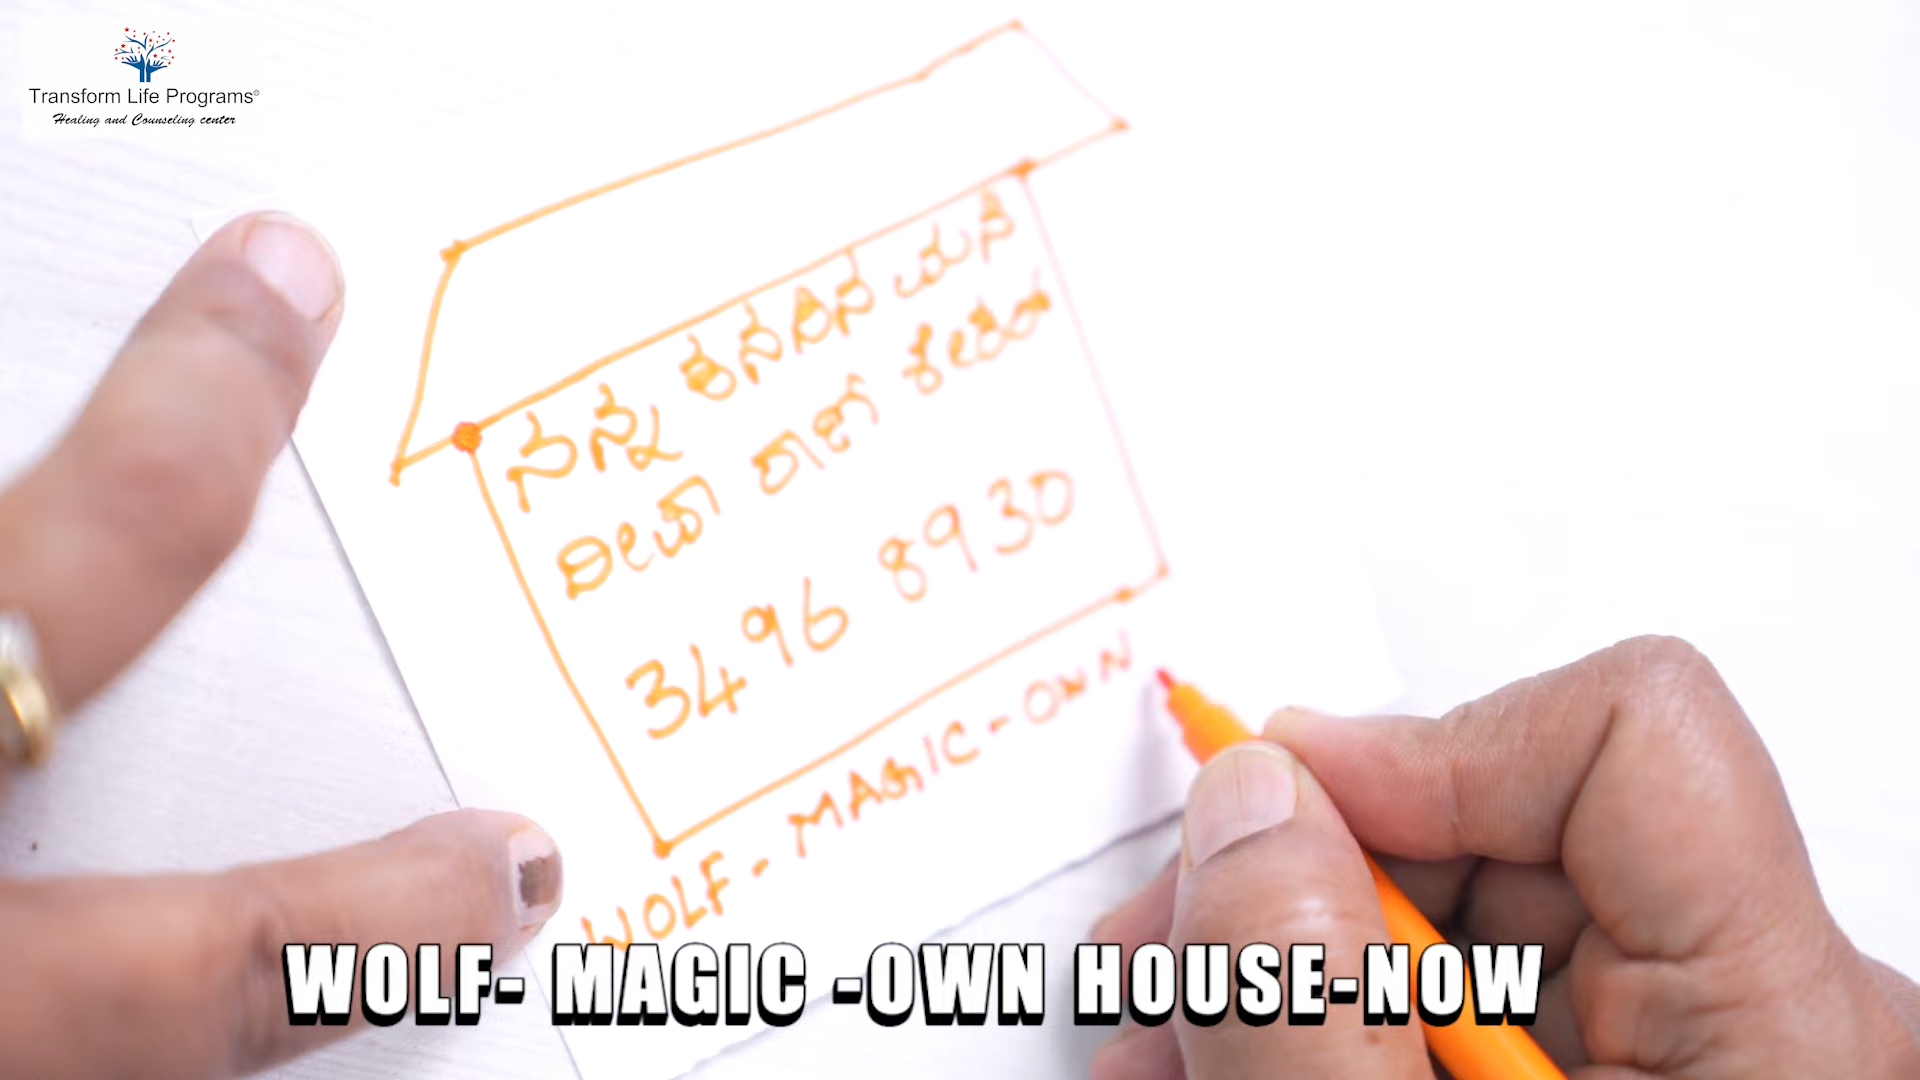 Transform Life Programs©
Healing and Counseling center
ನನ್ನ ಕನಸಿನ ಮನೆ
3496 8930
WOLF - MAGIC - OWN
WOLF- MAGIC -OWN HOUSE-NOW